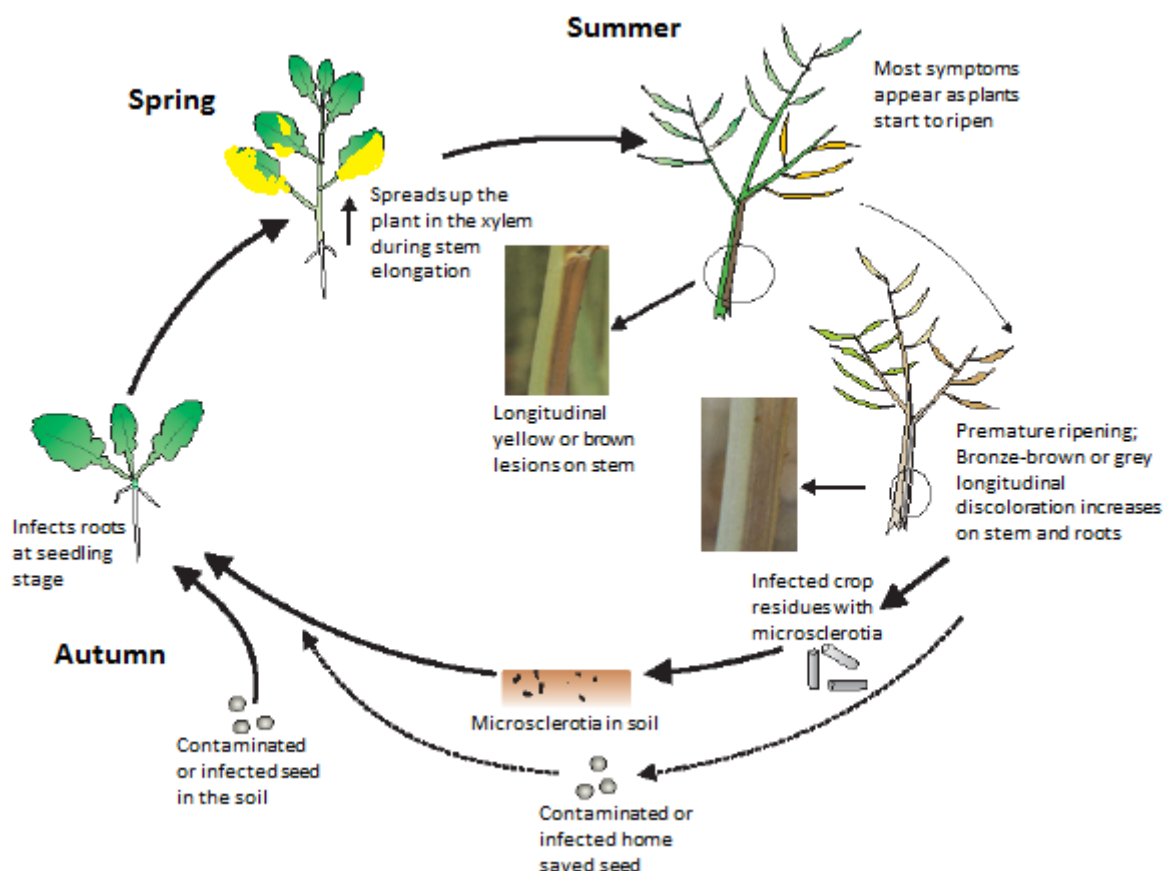 Summer
Most symptoms
appear as plants
start to ripen
Spring
Spreads up the
plant in the xylem
during stem
elongation
Longitudinal
yellow or brown
lesions on stem
Premature ripening;
Bronze-brown or grey
longitudinal
discoloration increases
on stem and roots
Infects roots
at seedling
stage
Infected crop
residues with
microsclerotia
Autumn
Microsclerotia in soil
Contaminated
or infected seed
in the soil
Contaminated or
infected home
saved seed